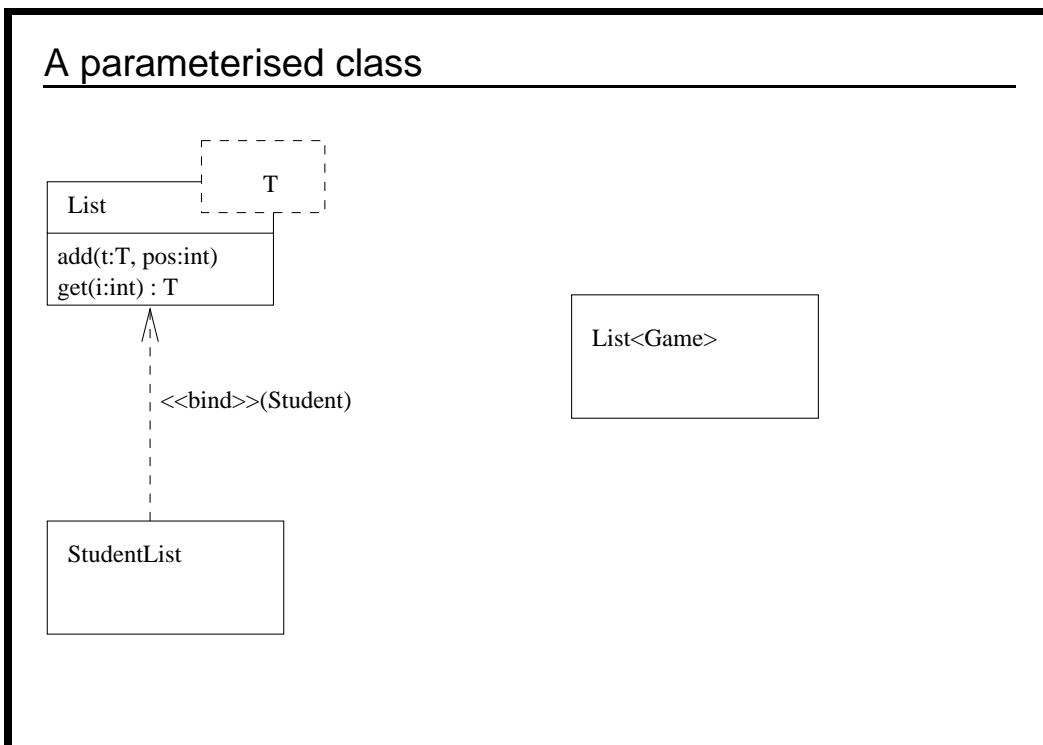 A parameterised class
T
List
add(t:T, pos:int)
get(i:int) : T
List<Game>
<<bind>>(Student)
StudentList